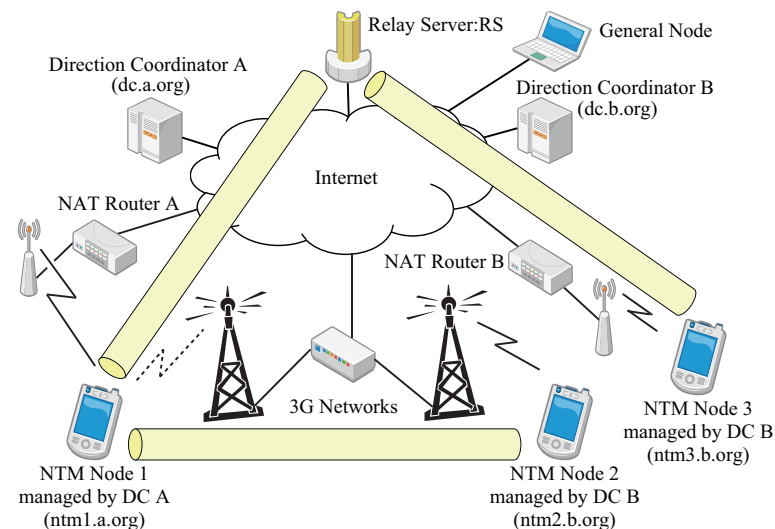 Relay Server:RS
General Node
Direction Coordinator A
(dc.a.org)
Direction Coordinator B
(dc.b.org)
Internet
NAT Router A
NAT Router B
3G Networks
NTM Node 1
managed by DC A
(ntm1.a.org)
NTM Node 2
managed by DC B
(ntm2.b.org)
NTM Node 3
managed by DC B
(ntm3.b.org)